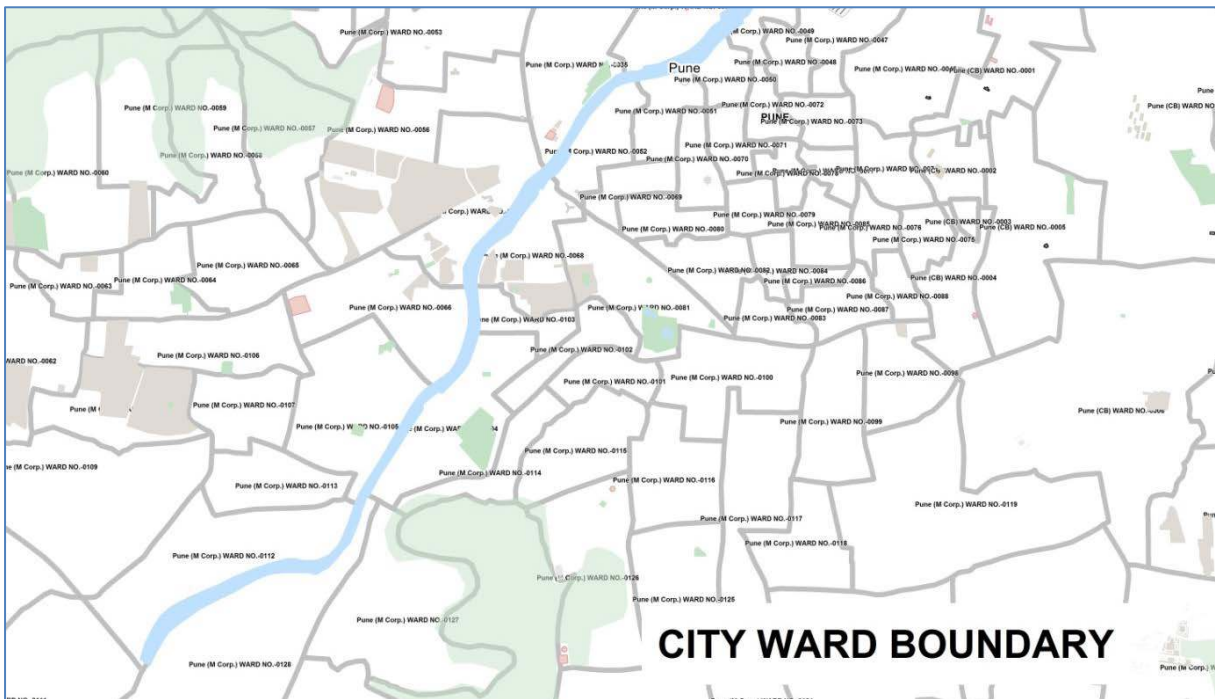 Pune (M Corp.) WARD NO.-0053
WARD NO.-0049
Pune (M Corp.) WARD NO.-0047
Pune (M Corp.) WARD NO.-0048
Pune
Pune (M Corp.) WARD NO.-0050
Pune (CB) WARD NO.-0001
Pune (M Corp.) WARD NO.-0059
Pune (M Corp.) WARD NO.-0051
Pune (M Corp.) WARD NO.-0072
Pune (CB) WARD NO.
PUNE
Pune (M Corp.) WARD NO.-0073
Pune (M Corp.) WARD NO.-0057
Pune (M Corp.) WARD NO.-0056
Pune (M Corp.) WARD NO.-0071
Pune (M Corp.) WARD NO.-0052
Pune (M Corp.) WARD NO.-0058
Pune (M Corp.) WARD NO.-0070
Pune (M Corp.) WARD NO.-0060
WARD NO.-0002
Pune (M Corp.) WARD NO.-0069
Pune (M Corp.) WARD NO.-0079
Pune (CB) WARD NO.-0003
Pune (CB) WARD NO.-0005
Pune (M Corp.) WARD NO.-0080
Pune (M Corp.) WARD NO.-0076
Pune (M Corp.) WARD NO.-0075
WARD NO.-0068
Pune (M Corp.) WARD NO.-0065
Pune (M Corp.) WARD NO.-0064
WARD NO.-0084
Pune (CB) WARD NO.-0004
Pune (M Corp.) WARD NO.-0063
Pune (M Corp.) WARD NO.-0086
Pune (M Corp.) WARD NO.-0088
Pune (M Corp.) WARD NO.-0066
Pune (M Corp.) WARD NO.-0081
Pune (M Corp.) WARD NO.-0087
Pune (M Corp.) WARD NO.-0083
Pune (M Corp.) WARD NO.-0103
Pune (M Corp.) WARD NO.-0102
Pune (M Corp.) WARD NO.-0106
WARD NO.-0062
Pune (M Corp.) WARD NO.-0101
Pune (M Corp.) WARD NO.-0100
Pune (M Corp.) WARD NO.-0098
Pune (M Corp.) WARD NO.-0107
Pune (CB) WARD NO.
Pune (M Corp.) WARD NO.-0099
Pune (M Corp.) WARD NO.-0105
Pune (M Corp.) WARD NO.-0115
(M Corp.) WARD NO.-0109
Pune (M Corp.) WARD NO.-0114
Pune (M Corp.) WARD NO.-0116
Pune (M Corp.) WARD NO.-0113
Pune (M Corp.) WARD NO.-0119
Pune (M Corp.) WARD NO.-0117
Pune (M Corp.) WARD NO.-0118
Pune (M Corp.) WARD NO.-0112
Pune (M Corp.) WARD NO.-0126
Pune (M Corp.) WARD NO.-0125
Pune (M Corp.) WARD NO.-0127
CITY WARD BOUNDARY
Pune (M Corp.) WARD NO.-0128